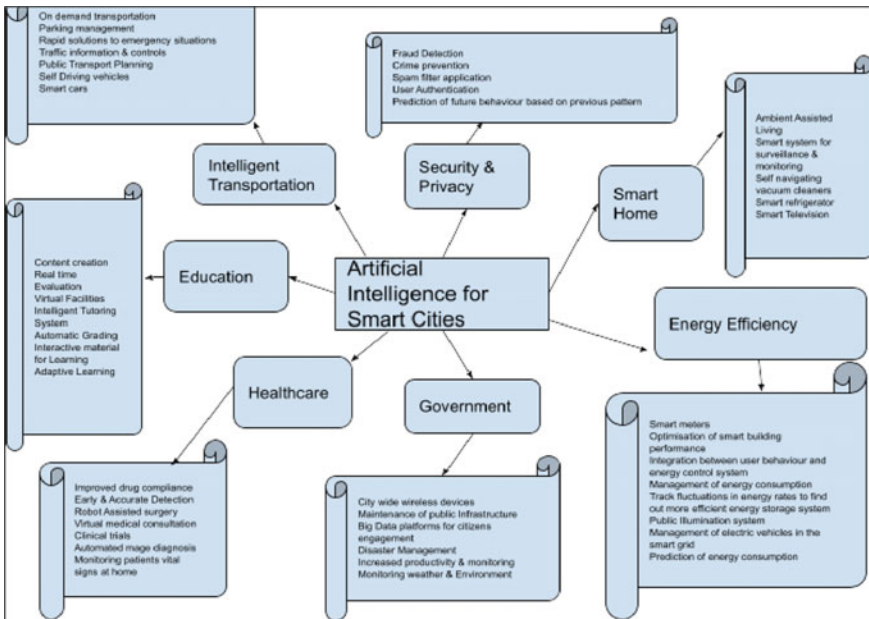 On demand transportation
Parking management
Rapid solutions to emergency situations
Traffic information & controls
Public Transport Planning
Self Driving vehicles
Smart cars
Fraud Detection
Crime prevention
Spam filter application
User Authentication
Prediction of future behaviour based on previous pattern
Ambient Assisted
Living
Smart system for
surveillance &
monitoring
Self navigating
vacuum cleaners
Smart refrigerator
Smart Television
Intelligent
Transportation
Security &
Privacy
Smart
Home
Content creation
Real time
Evaluation
Virtual Facilities
Intelligent Tutoring
System
Automatic Grading
Interactive material
for Learning
Adaptive Learning
Education
Artificial
Intelligence for
Smart Cities
Energy Efficiency
Healthcare
Government
Smart meters
Optimisation of smart building
performance
Integration between user behaviour and
energy control system
Management of energy consumption
Track fluctuations in energy rates to find
out more efficient energy storage system
Public Illumination system
Management of electric vehicles in the
smart grid
Prediction of energy consumption
Improved drug compliance
Early & Accurate Detection
Robot Assisted surgery
Virtual medical consultation
Clinical trials
Automated mage diagnosis
Monitoring patients vital
signs at home
City wide wireless devices
Maintenance of public Infrastructure
Big Data platforms for citizens
engagement
Disaster Management
Increased productivity & monitoring
Monitoring weather & Environment